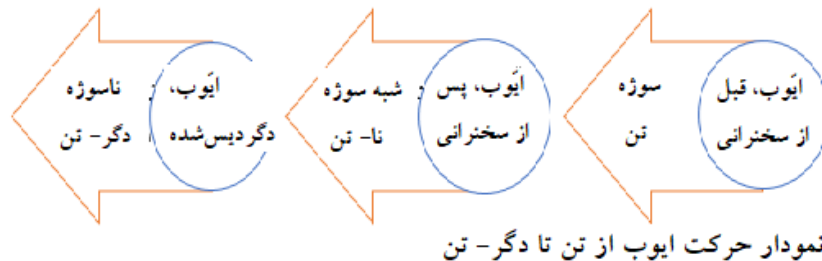 ایّوب، قبل
از سخنرانی
سوژه
تن
ایّوب، پس
از سخنرانی
شبه سوژه
نا- تن
ایّوب،
دگردیس‌شده
ناسوژه
دگر- تن
نمودار حرکت ایوب از تن تا دگر- تن